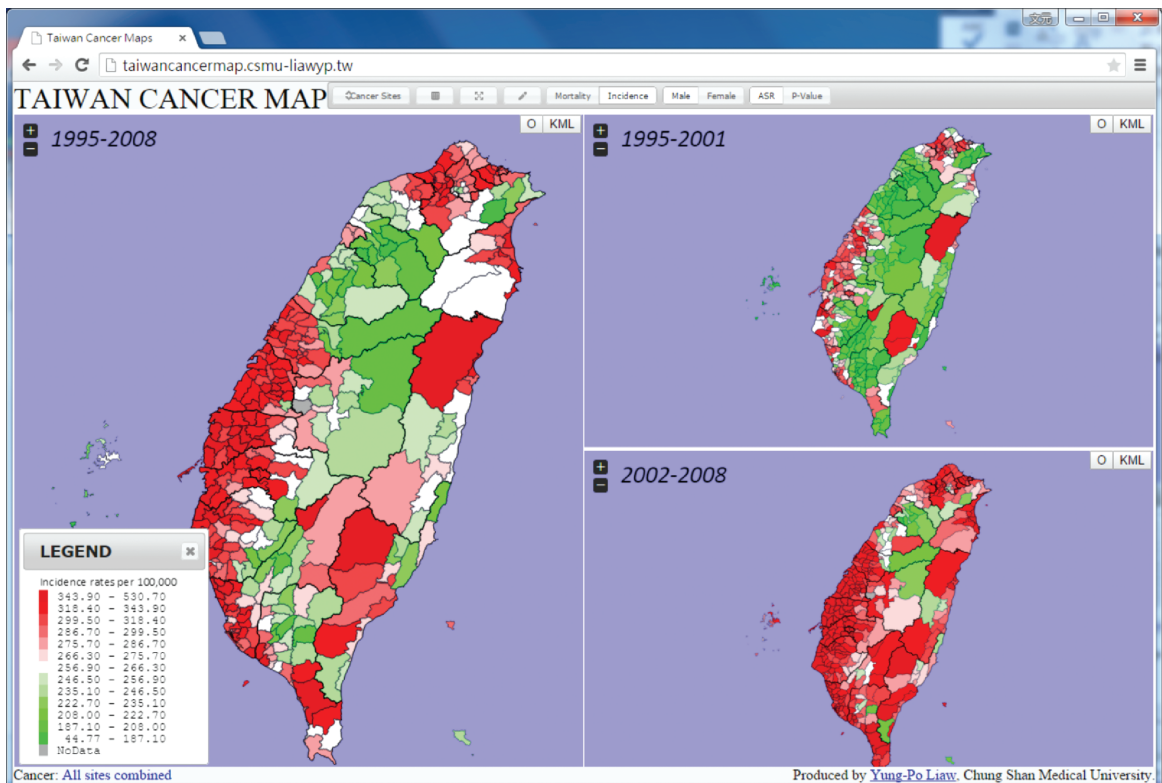 文元
Taiwan Cancer Maps
taiwancancermap.csmu-liawyp.tw
TAIWAN CANCER MAP
Cancer Sites
Mortality Incidence Male Female ASR P-Value
1995-2008
O KML
1995-2001
O KML
2002-2008
O KML
LEGEND
Incidence rates per 100,000
343.90 - 530.70
318.40 - 343.90
299.50 - 318.40
286.70 - 299.50
275.70 - 286.70
266.30 - 275.70
256.90 - 266.30
246.50 - 256.90
235.10 - 246.50
222.70 - 235.10
208.00 - 222.70
187.10 - 208.00
44.77 - 187.10
NoData
Cancer: All sites combined
Produced by Yung-Po Liaw, Chung Shan Medical University.